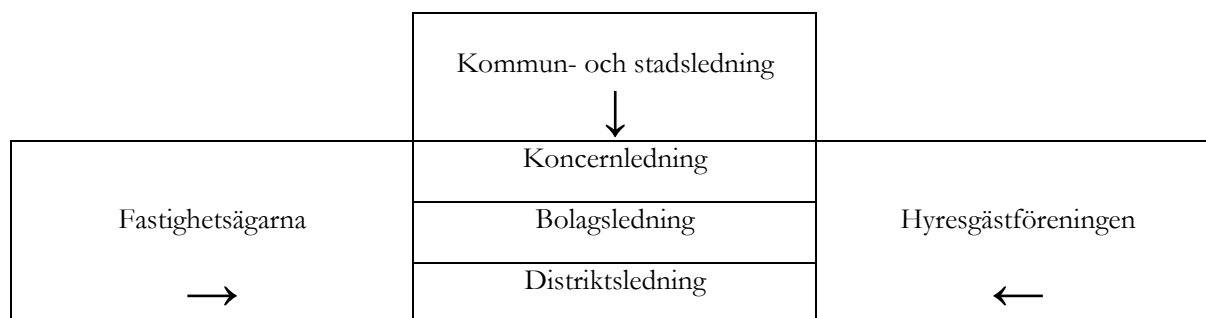 Kommun- och stadsledning
↓
Koncernledning
Fastighetsägarna
Bolagsledning
Hyresgästföreningen
Distriktsledning
→
←